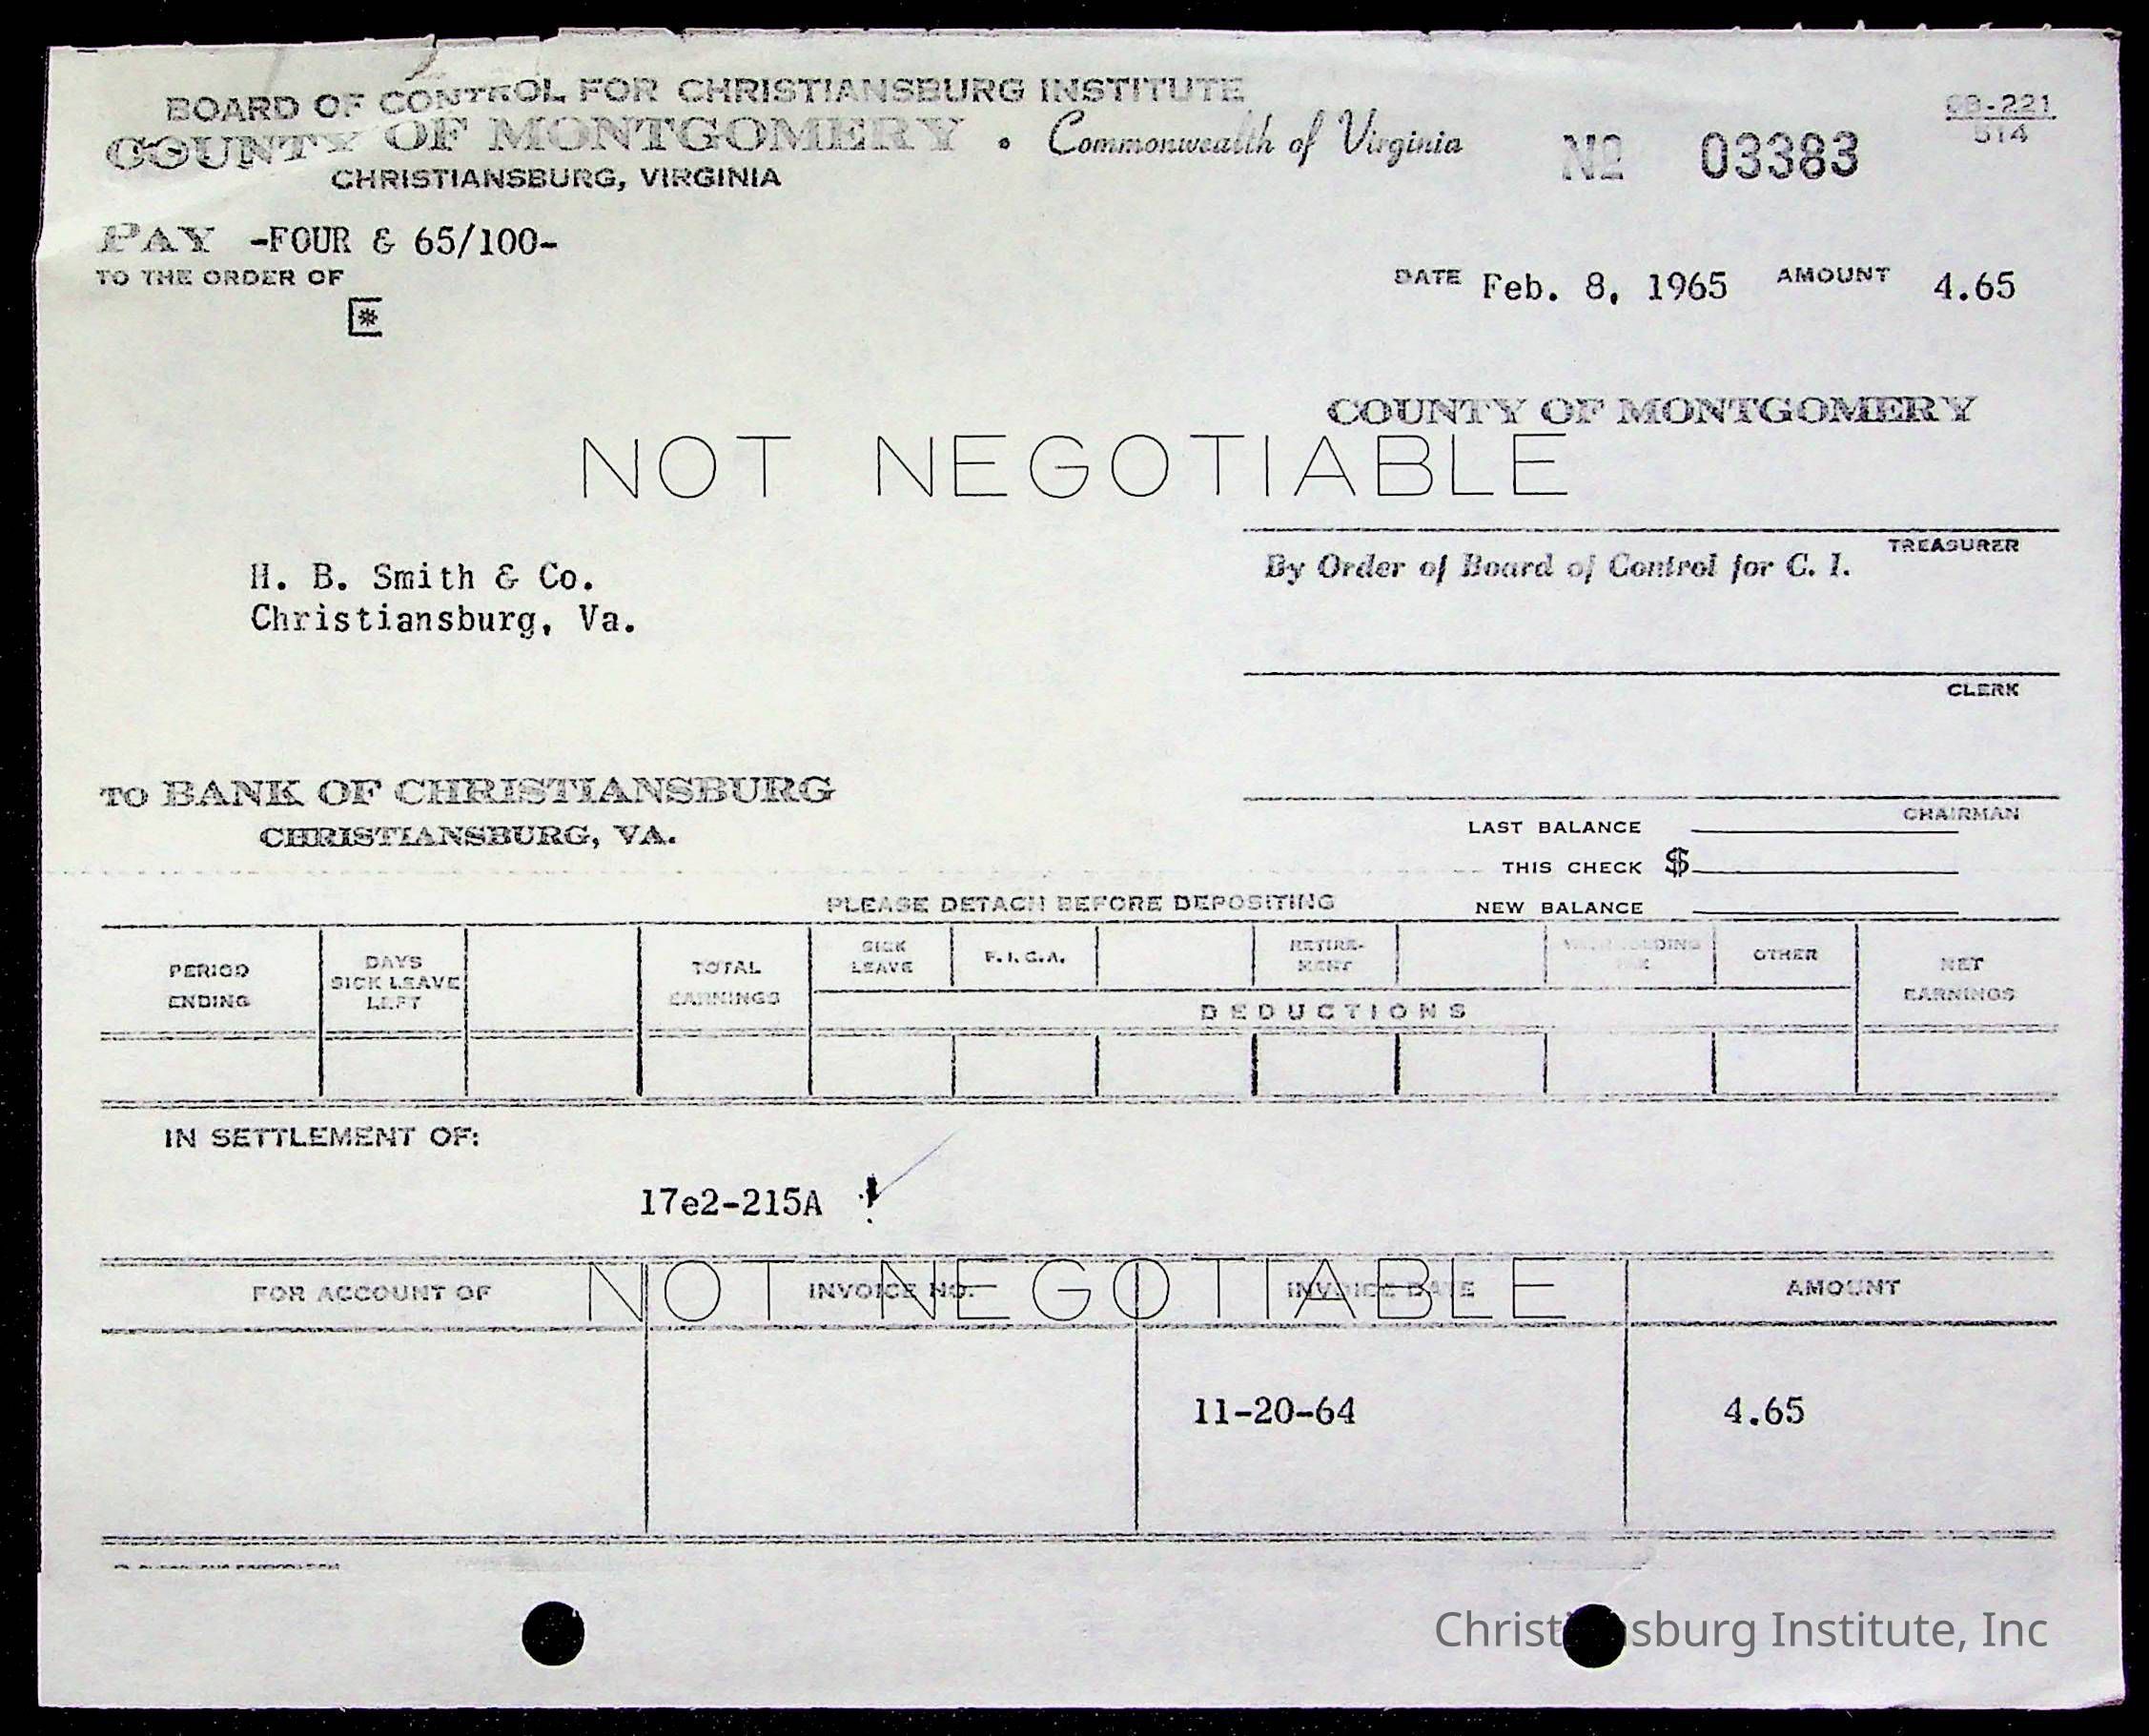 BOARD OF CONTROL FOR CHRISTIANSBURG INSTITUTE
COUNTY OF MONTGOMERY • Commonwealth of Virginia
CHRISTIANSBURG, VIRGINIA
No 03383
68-221
514
PAY -FOUR & 65/100-
TO THE ORDER OF
*
DATE Feb. 8, 1965 AMOUNT 4.65
COUNTY OF MONTGOMERY
NOT NEGOTIABLE
TREASURER
By Order of Board of Control for C. I.
H. B. Smith & Co.
Christiansburg, Va.
CLERK
TO BANK OF CHRISTIANSBURG
CHRISTIANSBURG, VA.
CHAIRMAN
LAST BALANCE
THIS CHECK $
NEW BALANCE
PLEASE DETACH BEFORE DEPOSITING
PERIOD ENDING
DAYS SICK LEAVE LEFT
TOTAL EARNINGS
SICK LEAVE
F.I.C.A.
RETIRE-MENT
WITHHOLDING TAX
OTHER
NET EARNINGS
DEDUCTIONS
IN SETTLEMENT OF:
17e2-215A
NOT NEGOTIABLE
FOR ACCOUNT OF INVOICE NO. INVOICE DATE AMOUNT
11-20-64 4.65
Christiansburg Institute, Inc